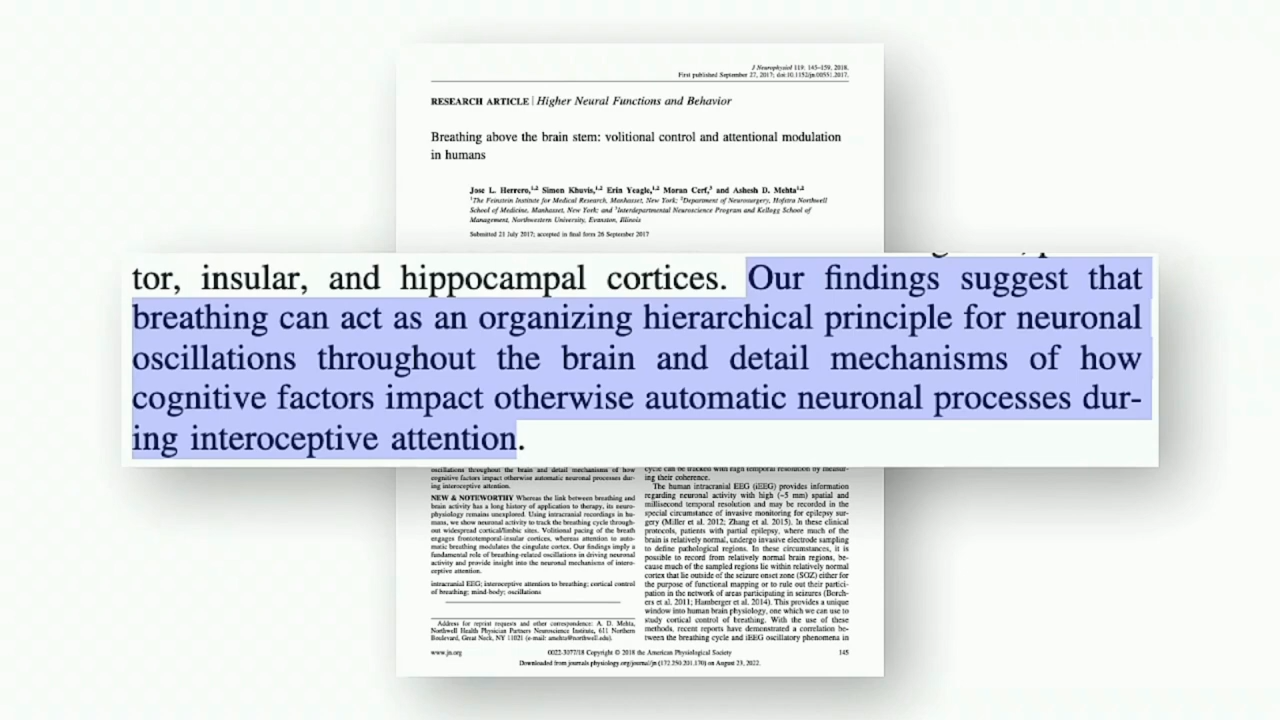 J Neurophysiol 119: 145–159, 2018.
First published September 27, 2017; doi:10.1152/jn.00551.2017.
RESEARCH ARTICLE | Higher Neural Functions and Behavior
Breathing above the brain stem: volitional control and attentional modulation
in humans
Jose L. Herrero,1,2 Simon Khuvis,1,2 Erin Yeagle,1,2 Moran Cerf,3 and Ashesh D. Mehta1,2
1The Feinstein Institute for Medical Research, Manhasset, New York; 2Department of Neurosurgery, Hofstra Northwell
School of Medicine, Manhasset, New York; and 3Interdepartmental Neuroscience Program and Kellogg School of
Management, Northwestern University, Evanston, Illinois
Submitted 21 July 2017; accepted in final form 26 September 2017
tor, insular, and hippocampal cortices. Our findings suggest that
breathing can act as an organizing hierarchical principle for neuronal
oscillations throughout the brain and detail mechanisms of how
cognitive factors impact otherwise automatic neuronal processes dur-
ing interoceptive attention.
oscillations throughout the brain and detail mechanisms of how
cognitive factors impact otherwise automatic neuronal processes dur-
ing interoceptive attention.
NEW & NOTEWORTHY Whereas the link between breathing and
brain activity has a long history of application to therapy, its neuro-
physiology remains unexplored. Using intracranial recordings in hu-
mans, we show neuronal activity to track the breathing cycle through-
out widespread cortical/limbic sites. Volitional pacing of the breath
engages frontotemporal-insular cortices, whereas attention to auto-
matic breathing modulates the cingulate cortex. Our findings imply a
fundamental role of breathing-related oscillations in driving neuronal
activity and provide insight into the neuronal mechanisms of intero-
ceptive attention.
intracranial EEG; interoceptive attention to breathing; cortical control
of breathing; mind-body; oscillations
Address for reprint requests and other correspondence: A. D. Mehta,
Northwell Health Physician Partners Neuroscience Institute, 611 Northern
Boulevard, Great Neck, NY 11021 (e-mail: amehta@northwell.edu).
cycle can be tracked with high temporal resolution by measur-
ing their coherence.
The human intracranial EEG (iEEG) provides information
regarding neuronal activity with high (~5 mm) spatial and
millisecond temporal resolution and may be recorded in the
special circumstance of invasive monitoring for epilepsy sur-
gery (Miller et al. 2012; Zhang et al. 2015). In these clinical
protocols, patients with partial epilepsy, where much of the
brain is relatively normal, undergo invasive electrode sampling
to define pathological regions. In these circumstances, it is
possible to record from relatively normal brain regions, be-
cause much of the sampled regions lie within relatively normal
cortex that lie outside of the seizure onset zone (SOZ) either for
the purpose of functional mapping or to rule out their partici-
pation in the network of areas participating in seizures (Borch-
ers et al. 2011; Hamberger et al. 2014). This provides a unique
window into human brain physiology, one which we can use to
study cortical control of breathing. With the use of these
methods, recent reports have demonstrated a correlation be-
tween the breathing cycle and iEEG oscillatory phenomena in
www.jn.org
0022-3077/18 Copyright © 2018 the American Physiological Society
145
Downloaded from journals.physiology.org/journal/jn (172.250.201.170) on August 23, 2022.